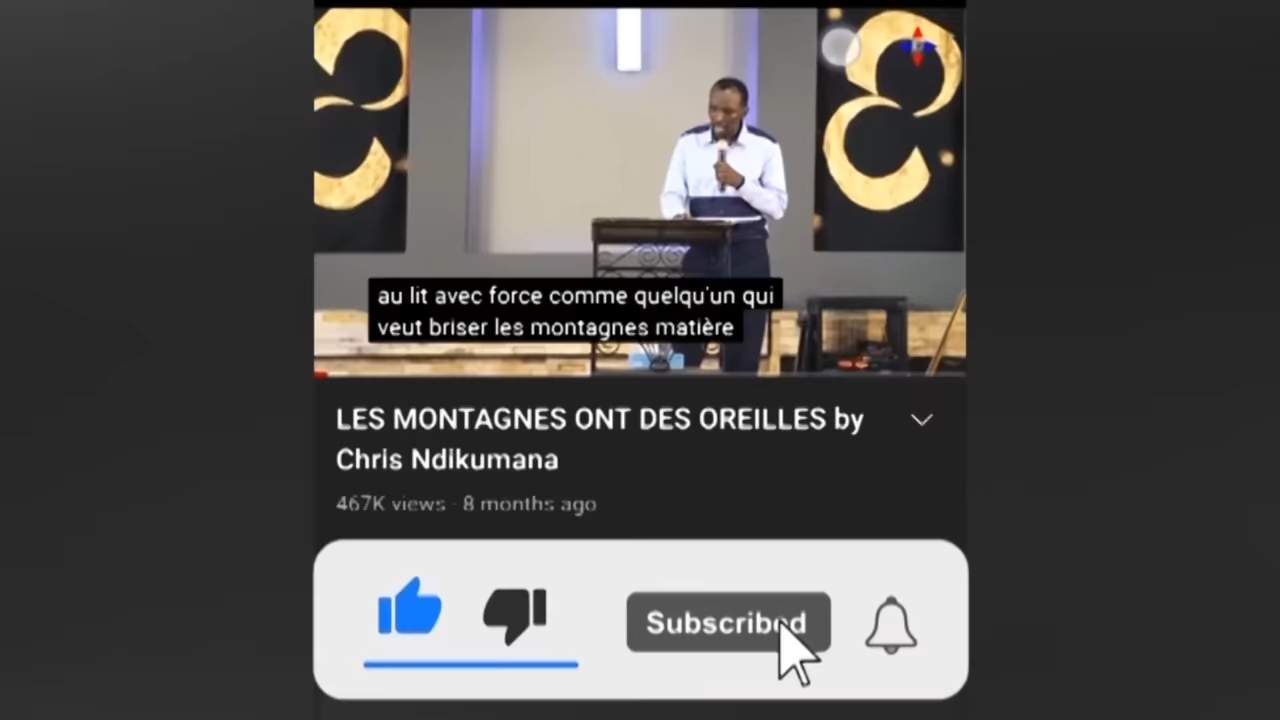 au lit avec force comme quelqu'un qui
veut briser les montagnes matière
LES MONTAGNES ONT DES OREILLES by
Chris Ndikumana
467K views · 8 months ago
Subscribed